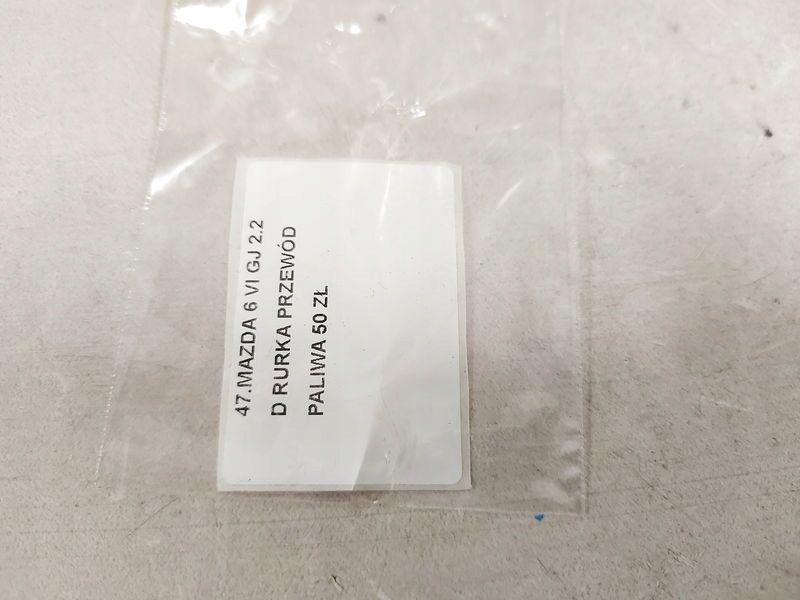 47.MAZDA 6 VI GJ 2.2
D RURKA PRZEWÓD
PALIWA 50 ZŁ